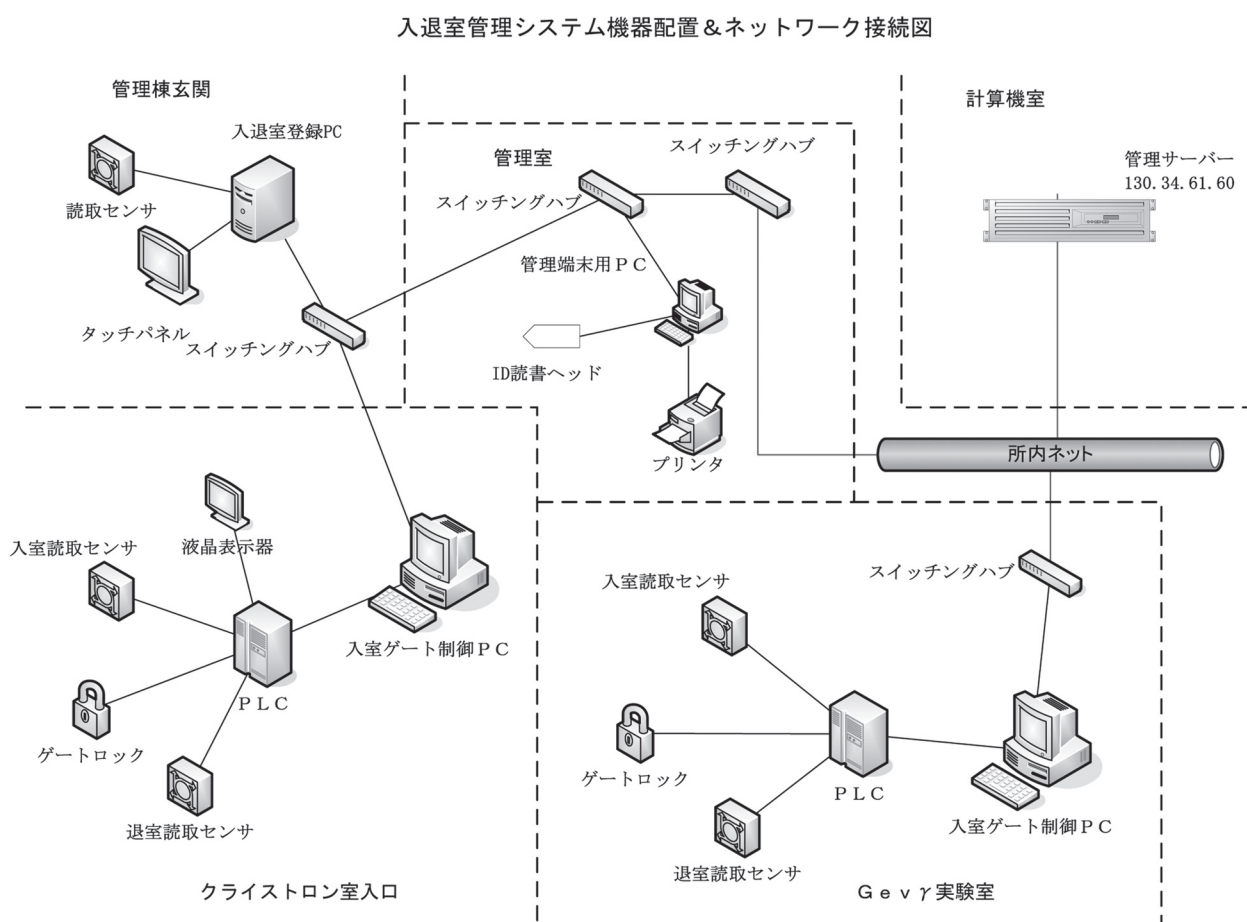 入退室管理システム機器配置＆ネットワーク接続図
管理棟玄関
入退室登録PC
読取センサ
タッチパネル
スイッチングハブ
管理室
スイッチングハブ
スイッチングハブ
管理端末用ＰＣ
ID読書ヘッド
プリンタ
計算機室
管理サーバー
130.34.61.60
所内ネット
液晶表示器
入室読取センサ
入室ゲート制御ＰＣ
ＰＬＣ
ゲートロック
退室読取センサ
クライストロン室入口
スイッチングハブ
入室読取センサ
ゲートロック
ＰＬＣ
入室ゲート制御ＰＣ
退室読取センサ
Ｇｅｖγ実験室